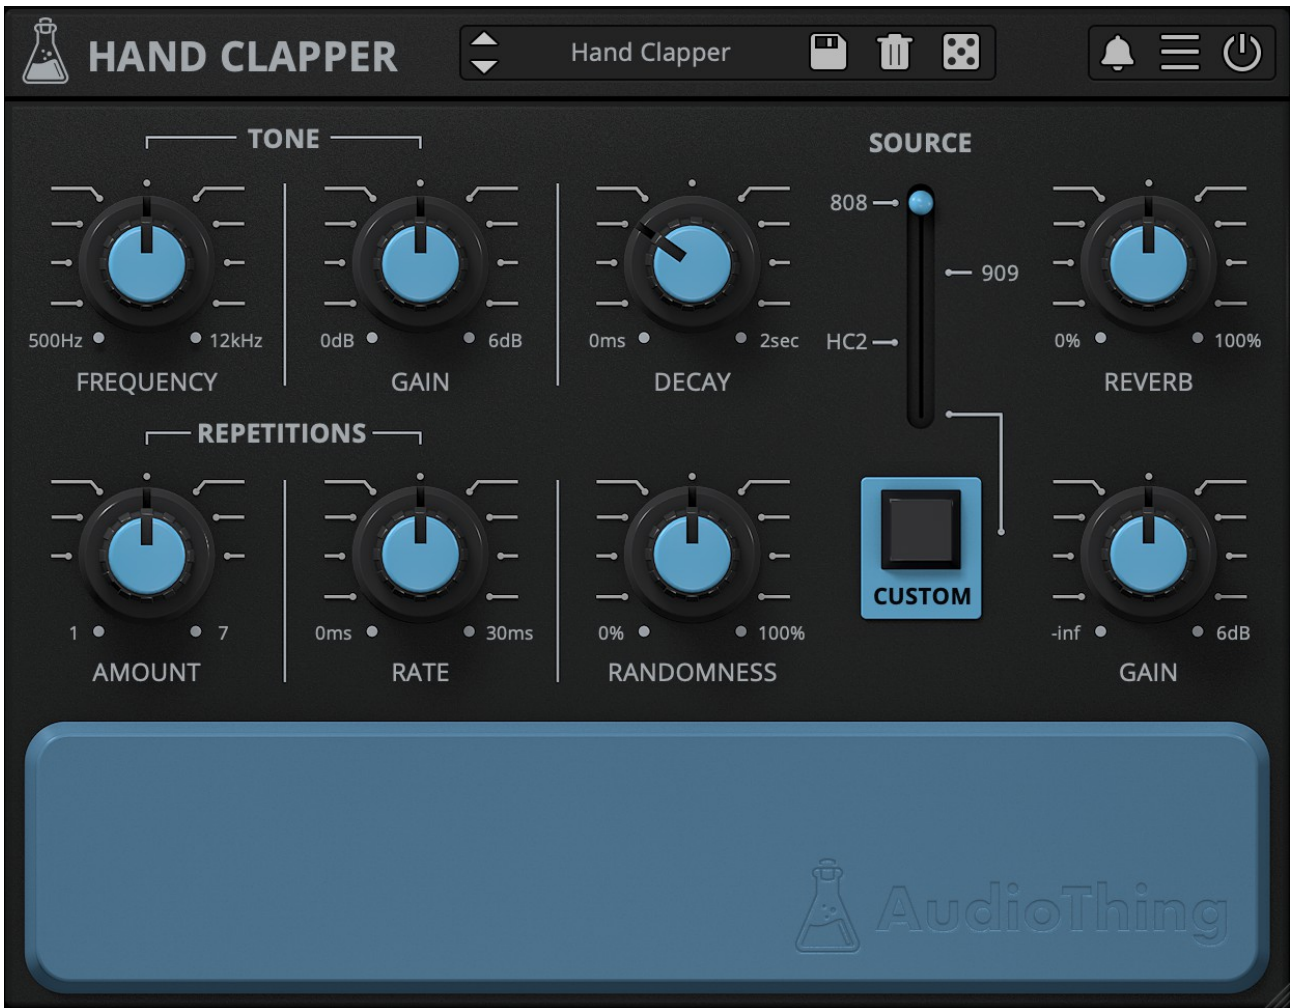 HAND CLAPPER
Hand Clapper
TONE
SOURCE
808
909
HC2
500Hz
12kHz
0dB
6dB
0ms
2sec
0%
100%
FREQUENCY
GAIN
DECAY
REVERB
REPETITIONS
CUSTOM
1
7
0ms
30ms
0%
100%
-inf
6dB
AMOUNT
RATE
RANDOMNESS
GAIN
AudioThing